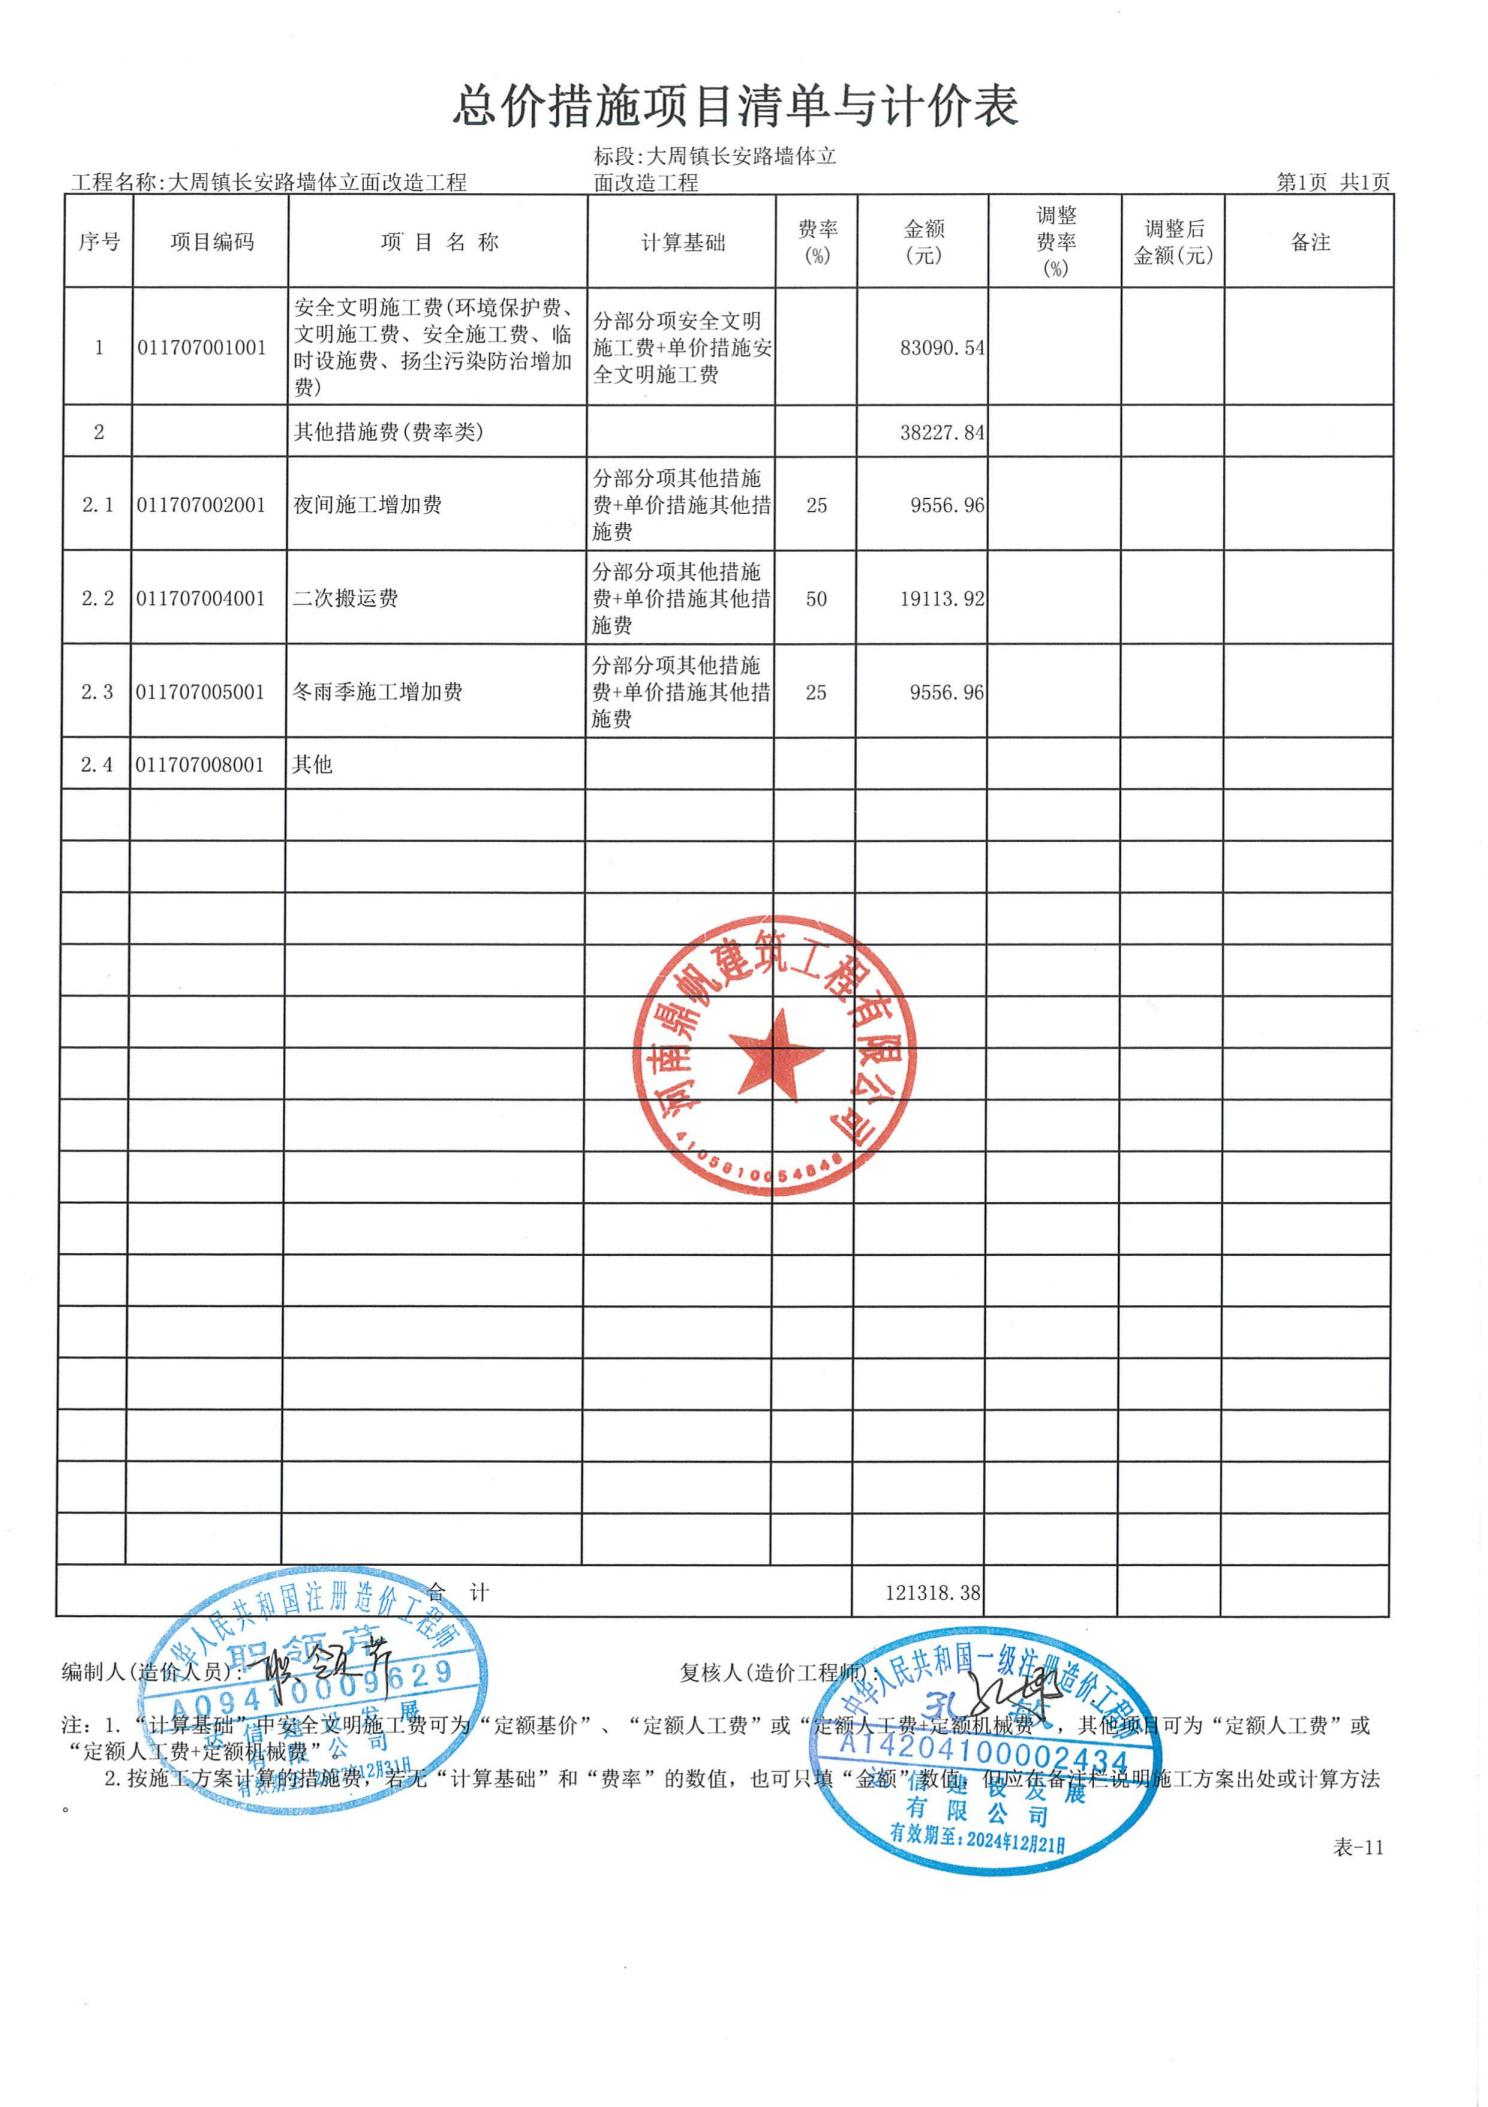 总价措施项目清单与计价表
标段:大周镇长安路墙体立
工程名称:大周镇长安路墙体立面改造工程 面改造工程 第1页 共1页
序号 项目编码 项 目 名 称 计算基础 费率(%) 金额(元) 调整费率(%) 调整后金额(元) 备注
安全文明施工费(环境保护费、
文明施工费、安全施工费、临
时设施费、扬尘污染防治增加
费)
分部分项安全文明
施工费+单价措施安
全文明施工费
1 011707001001 83090.54
2 其他措施费(费率类) 38227.84
分部分项其他措施
2.1 011707002001 夜间施工增加费 费+单价措施其他措 25 9556.96
施费
分部分项其他措施
2.2 011707004001 二次搬运费 费+单价措施其他措 50 19113.92
施费
分部分项其他措施
2.3 011707005001 冬雨季施工增加费 费+单价措施其他措 25 9556.96
施费
2.4 011707008001 其他
河南鼎帆建筑工程有限公司
合 计 121318.38
编制人(造价人员): 复核人(造价工程师):
中华人民共和国注册造价工程师
职领芹
A09410009629
达信建设发展
有限公司
中华人民共和国一级注册造价工程师
孔
A14204100002434
达信建设发展
有限公司
有效期至:2024年12月21日
注: 1.“计算基础”中安全文明施工费可为“定额基价”、“定额人工费”或“定额人工费+定额机械费”,其他项目可为“定额人工费”或
“定额人工费+定额机械费”。
2.按施工方案计算的措施费,若无“计算基础”和“费率”的数值,也可只填“金额”数值,但应在备注栏说明施工方案出处或计算方法
。
表-11